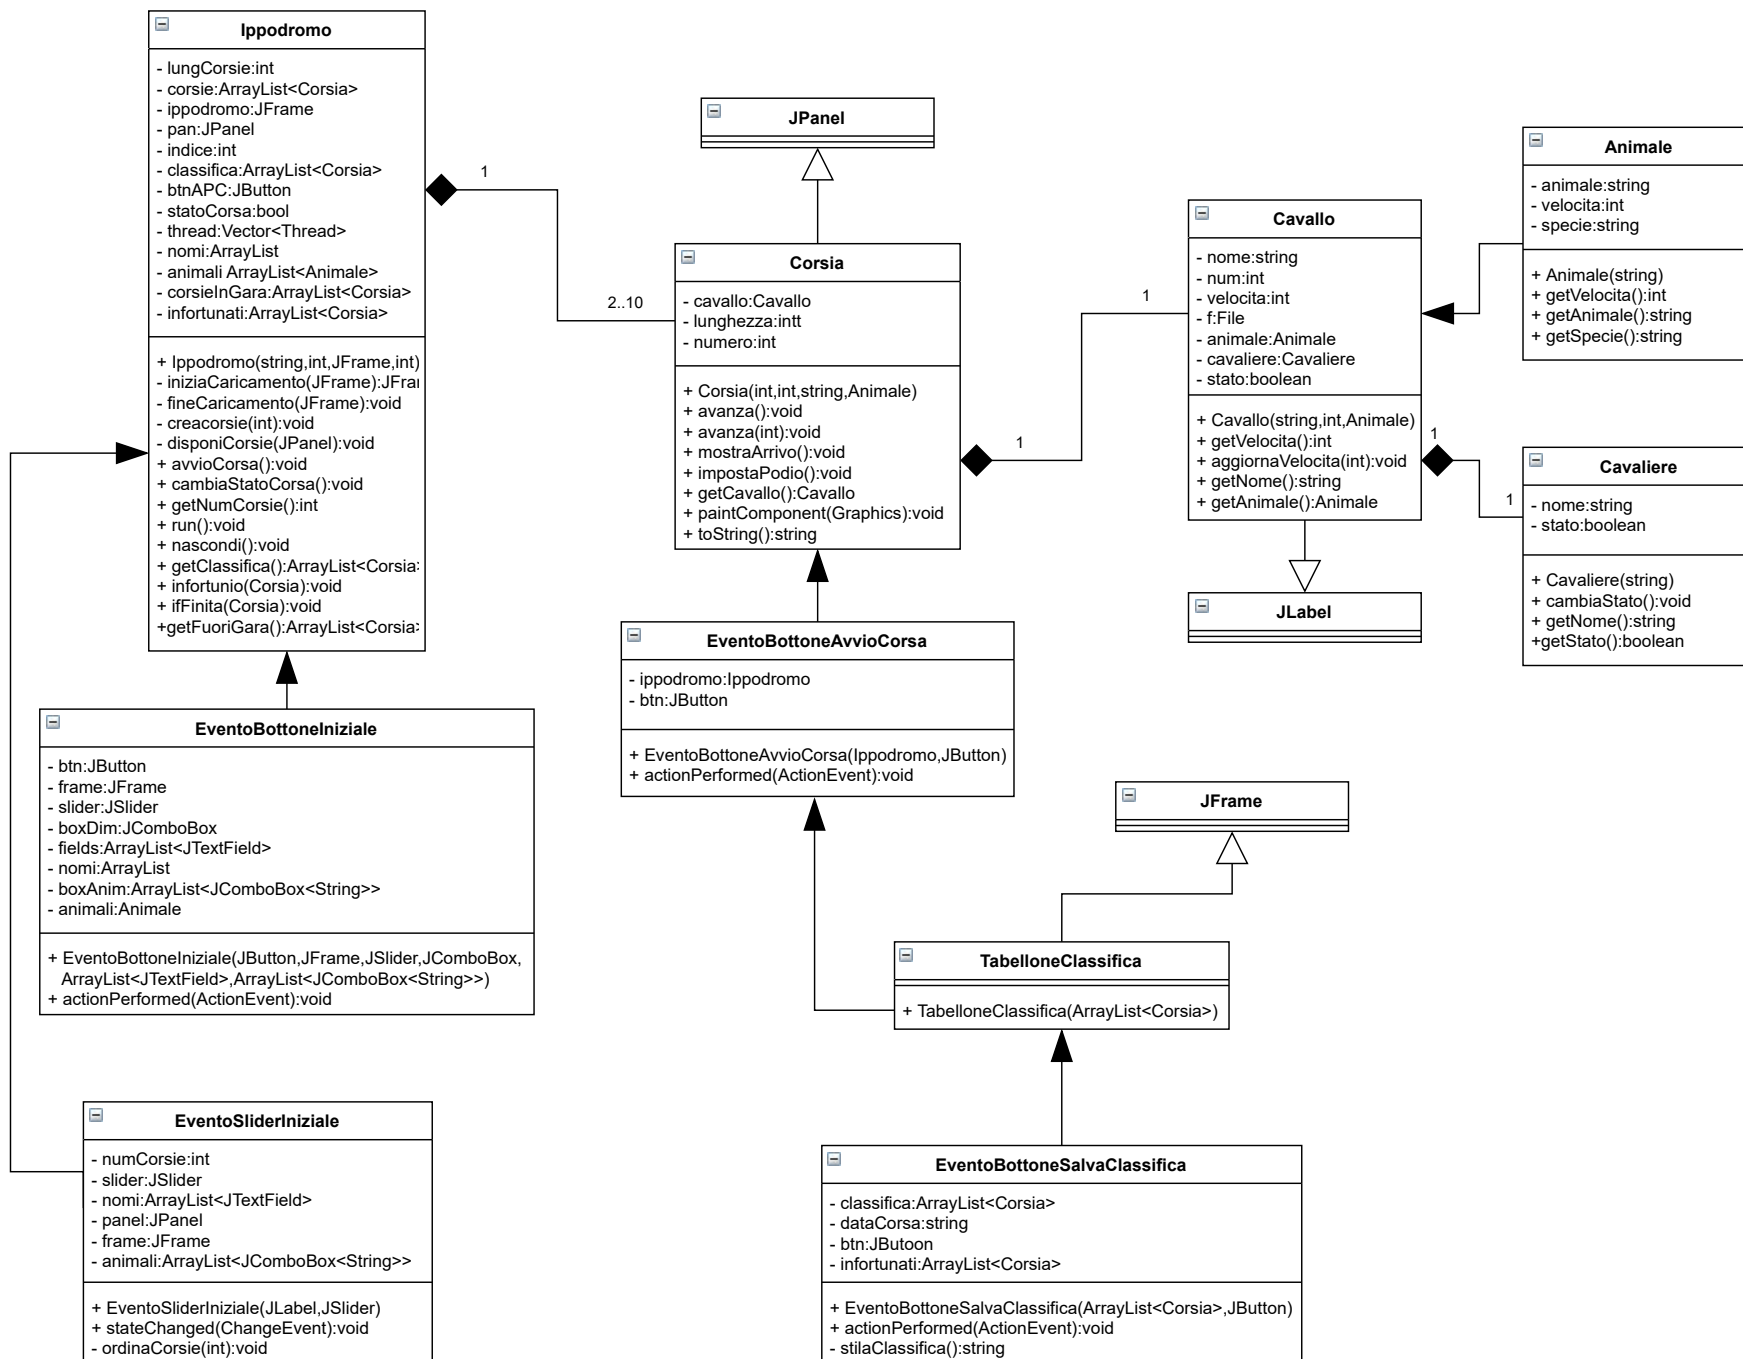 Ippodromo
- lungCorsie:int
- corsie:ArrayList<Corsia>
- ippodromo:JFrame
- pan:JPanel
- indice:int
- classifica:ArrayList<Corsia>
- btnAPC:JButton
- statoCorsa:bool
- thread:Vector<Thread>
- nomi:ArrayList
- animali ArrayList<Animale>
- corsieInGara:ArrayList<Corsia>
- infortunati:ArrayList<Corsia>
+ Ippodromo(string,int,JFrame,int)
- iniziaCaricamento(JFrame):JFrar
- fineCaricamento(JFrame):void
- creacorsie(int):void
- disponiCorsie(JPanel):void
+ avvioCorsa():void
+ cambiaStatoCorsa():void
+ getNumCorsie():int
+ run():void
+ nascondi():void
+ getClassifica():ArrayList<Corsia>
+ infortunio(Corsia):void
+ ifFinita(Corsia):void
+getFuoriGara():ArrayList<Corsia>
1
2..10
JPanel
Corsia
- cavallo:Cavallo
- lunghezza:intt
- numero:int
+ Corsia(int,int,string,Animale)
+ avanza():void
+ avanza(int):void
+ mostraArrivo():void
+ impostaPodio():void
+ getCavallo():Cavallo
+ paintComponent(Graphics):void
+ toString():string
1
1
Cavallo
- nome:string
- num:int
- velocita:int
- f:File
- animale:Animale
- cavaliere:Cavaliere
- stato:boolean
+ Cavallo(string,int,Animale)
+ getVelocita():int
+ aggiornaVelocita(int):void
+ getNome():string
+ getAnimale():Animale
Animale
- animale:string
- velocita:int
- specie:string
+ Animale(string)
+ getVelocita():int
+ getAnimale():string
+ getSpecie():string
1
1
Cavaliere
- nome:string
- stato:boolean
+ Cavaliere(string)
+ cambiaStato():void
+ getNome():string
+getStato():boolean
JLabel
EventoBottoneAvvioCorsa
- ippodromo:Ippodromo
- btn:JButton
+ EventoBottoneAvvioCorsa(Ippodromo,JButton)
+ actionPerformed(ActionEvent):void
EventoBottoneIniziale
- btn:JButton
- frame:JFrame
- slider:JSlider
- boxDim:JComboBox
- fields:ArrayList<JTextField>
- nomi:ArrayList
- boxAnim:ArrayList<JComboBox<String>>
- animali:Animale
+ EventoBottoneIniziale(JButton,JFrame,JSlider,JComboBox,
ArrayList<JTextField>,ArrayList<JComboBox<String>>)
+ actionPerformed(ActionEvent):void
JFrame
TabelloneClassifica
+ TabelloneClassifica(ArrayList<Corsia>)
EventoSliderIniziale
- numCorsie:int
- slider:JSlider
- nomi:ArrayList<JTextField>
- panel:JPanel
- frame:JFrame
- animali:ArrayList<JComboBox<String>>
+ EventoSliderIniziale(JLabel,JSlider)
+ stateChanged(ChangeEvent):void
- ordinaCorsie(int):void
EventoBottoneSalvaClassifica
- classifica:ArrayList<Corsia>
- dataCorsa:string
- btn:JButoon
- infortunati:ArrayList<Corsia>
+ EventoBottoneSalvaClassifica(ArrayList<Corsia>,JButton)
+ actionPerformed(ActionEvent):void
- stilaClassifica():string